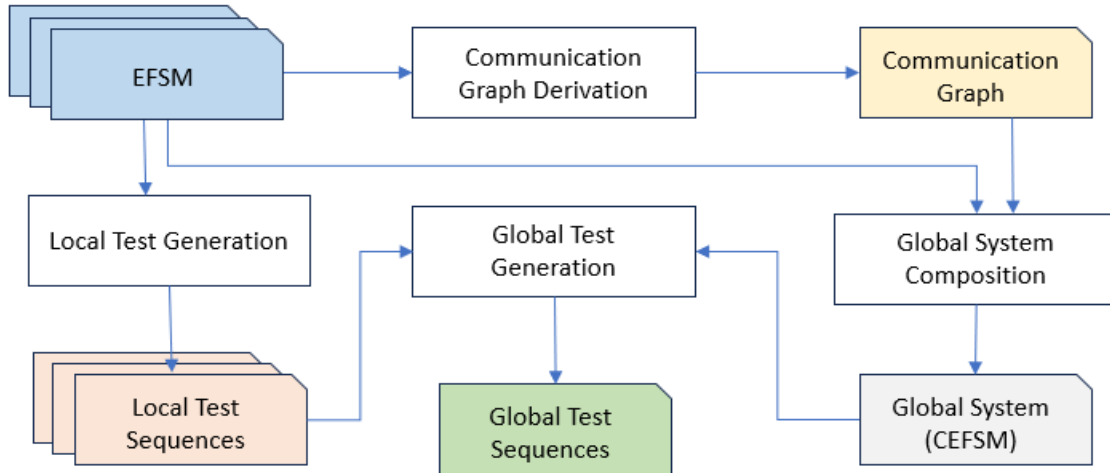 EFSM
Communication
Graph Derivation
Communication
Graph
Local Test Generation
Global Test
Generation
Global System
Composition
Local Test
Sequences
Global Test
Sequences
Global System
(CEFSM)